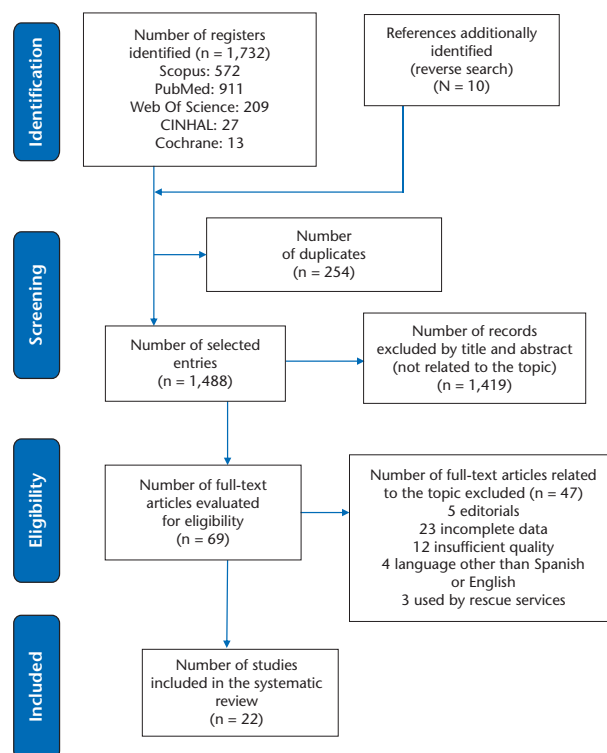 Identification
Number of registers
identified (n = 1,732)
Scopus: 572
PubMed: 911
Web Of Science: 209
CINHAL: 27
Cochrane: 13
References additionally
identified
(reverse search)
(N = 10)
Screening
Number
of duplicates
(n = 254)
Number of selected
entries
(n = 1,488)
Number of records
excluded by title and abstract
(not related to the topic)
(n = 1,419)
Eligibility
Number of full-text
articles evaluated
for eligibility
(n = 69)
Number of full-text articles related
to the topic excluded (n = 47)
5 editorials
23 incomplete data
12 insufficient quality
4 language other than Spanish
or English
3 used by rescue services
Included
Number of studies
included in the systematic
review
(n = 22)